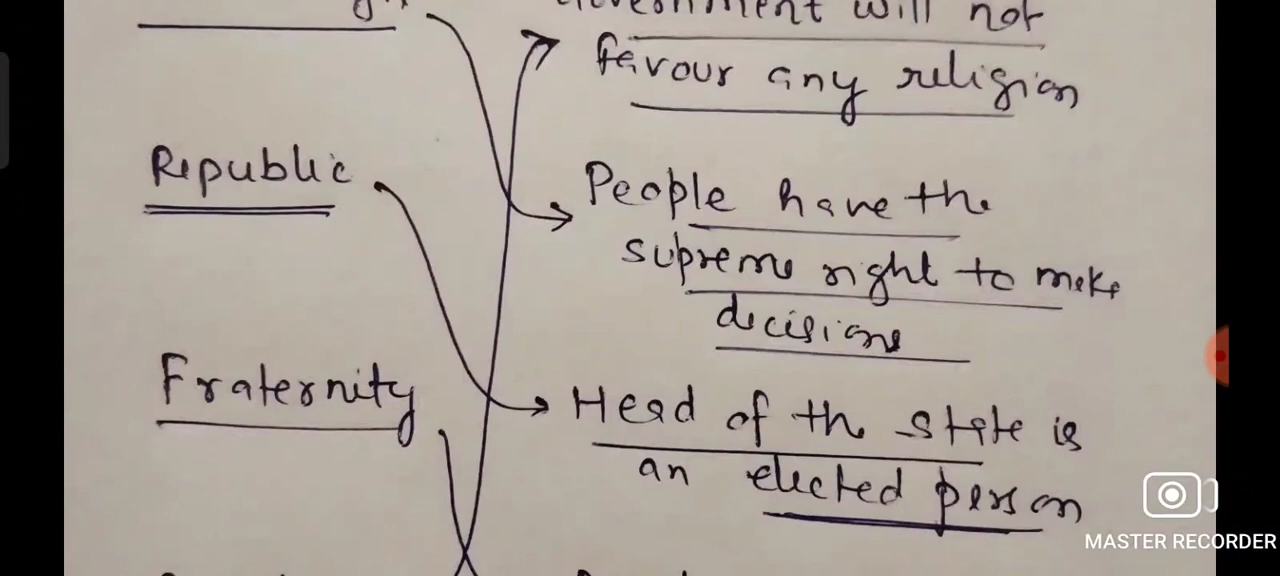 Government will not
favour any religion
Republic
People have the
supreme right to make
decisions
Fraternity
Head of the state is
an elected person
MASTER RECORDER